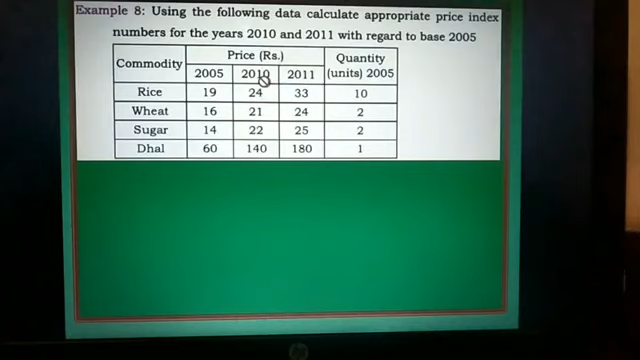 Example 8: Using the following data calculate appropriate price index
numbers for the years 2010 and 2011 with regard to base 2005
Commodity Price (Rs.) Quantity (units) 2005
2005 2010 2011
Rice 19 24 33 10
Wheat 16 21 24 2
Sugar 14 22 25 2
Dhal 60 140 180 1